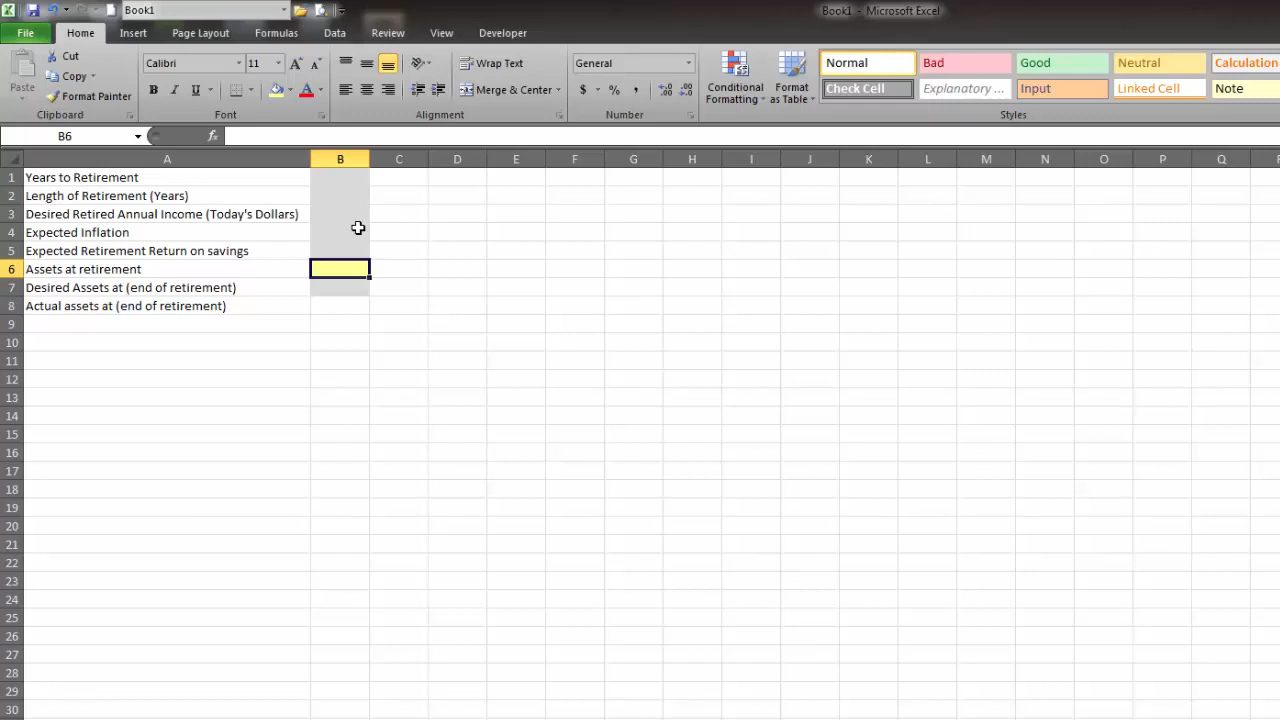 Book1
Book1 - Microsoft Excel
File Home Insert Page Layout Formulas Data Review View Developer
Cut
Copy
Paste
Format Painter
Calibri 11
B I U A
Wrap Text
Merge & Center
General
$ % ,
Conditional Formatting
Format as Table
Normal Bad Good Neutral Calculation
Check Cell Explanatory ... Input Linked Cell Note
Clipboard Font Alignment Number Styles
B6 fx
A B C D E F G H I J K L M N O P Q
1 Years to Retirement
2 Length of Retirement (Years)
3 Desired Retired Annual Income (Today's Dollars)
4 Expected Inflation
5 Expected Retirement Return on savings
6 Assets at retirement
7 Desired Assets at (end of retirement)
8 Actual assets at (end of retirement)
9
10
11
12
13
14
15
16
17
18
19
20
21
22
23
24
25
26
27
28
29
30